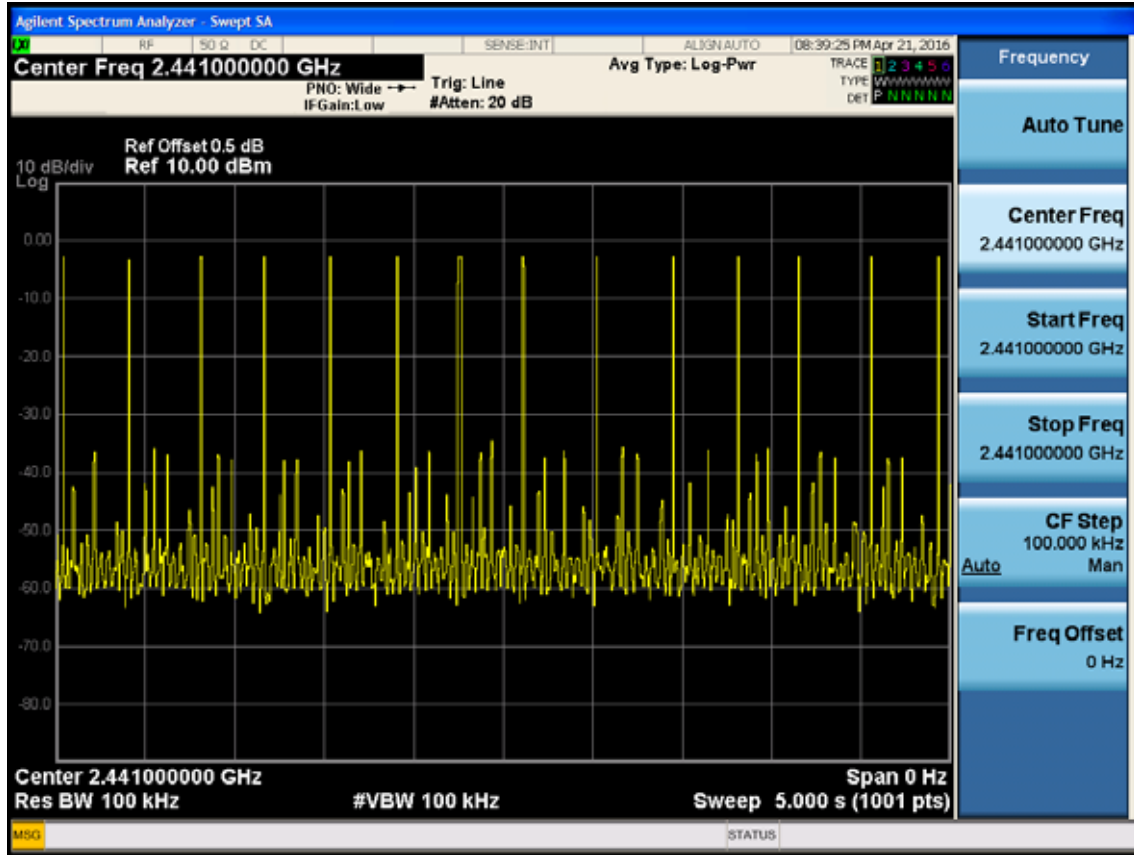 Agilent Spectrum Analyzer - Swept SA
RF 50 Ω DC SENSE:INT ALIGN AUTO 08:39:25 PM Apr 21, 2016
Center Freq 2.441000000 GHz
PNO: Wide
IFGain:Low
Trig: Line
#Atten: 20 dB
Avg Type: Log-Pwr
TRACE 1 2 3 4 5 6
TYPE
DET P N N N N N
Ref Offset 0.5 dB
10 dB/div Ref 10.00 dBm
Log
0.00
-10.0
-20.0
-30.0
-40.0
-50.0
-60.0
-70.0
-80.0
Center 2.441000000 GHz Span 0 Hz
Res BW 100 kHz #VBW 100 kHz Sweep 5.000 s (1001 pts)
MSG STATUS
Frequency
Auto Tune
Center Freq
2.441000000 GHz
Start Freq
2.441000000 GHz
Stop Freq
2.441000000 GHz
CF Step
100.000 kHz
Auto Man
Freq Offset
0 Hz